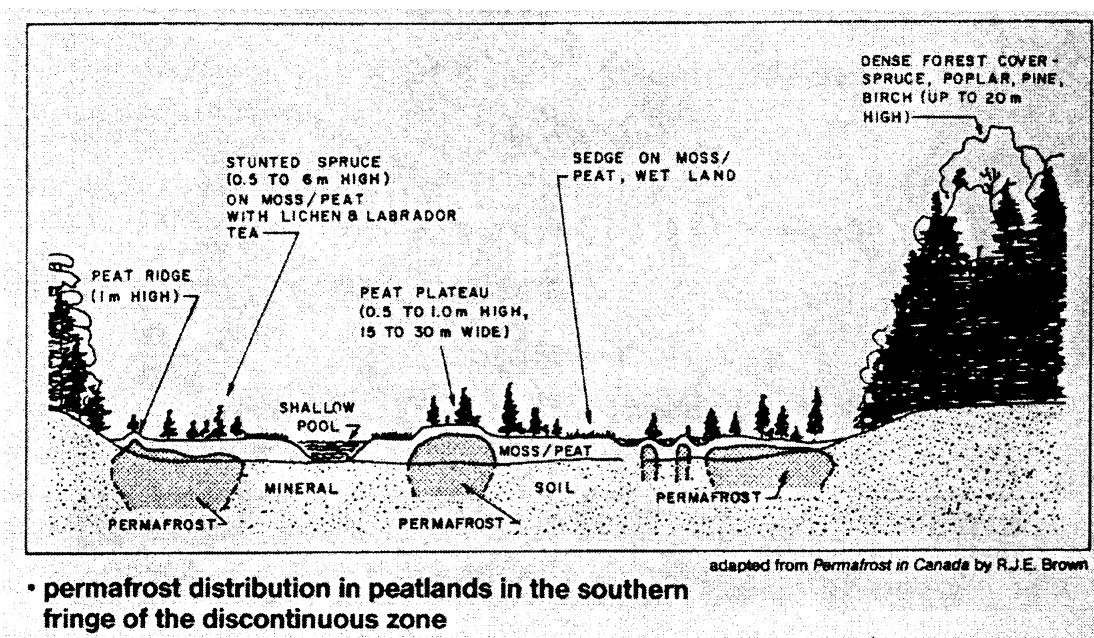 DENSE FOREST COVER -
SPRUCE, POPLAR, PINE,
BIRCH (UP TO 20 m
HIGH)
STUNTED SPRUCE
(0.5 TO 6 m HIGH)
ON MOSS/PEAT
WITH LICHEN & LABRADOR
TEA
SEDGE ON MOSS/
PEAT, WET LAND
PEAT RIDGE
(1 m HIGH)
PEAT PLATEAU
(0.5 TO 1.0 m HIGH,
15 TO 30 m WIDE)
SHALLOW
POOL
MOSS/PEAT
MINERAL
SOIL
PERMAFROST
PERMAFROST
PERMAFROST
adapted from Permafrost in Canada by R.J.E. Brown
· permafrost distribution in peatlands in the southern
fringe of the discontinuous zone